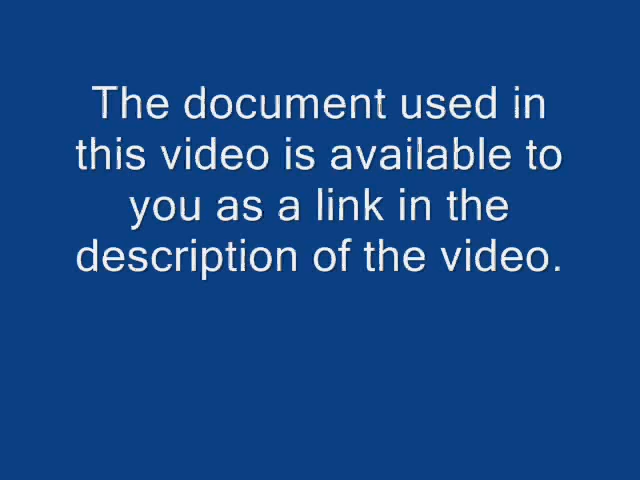 The document used in
this video is available to
you as a link in the
description of the video.